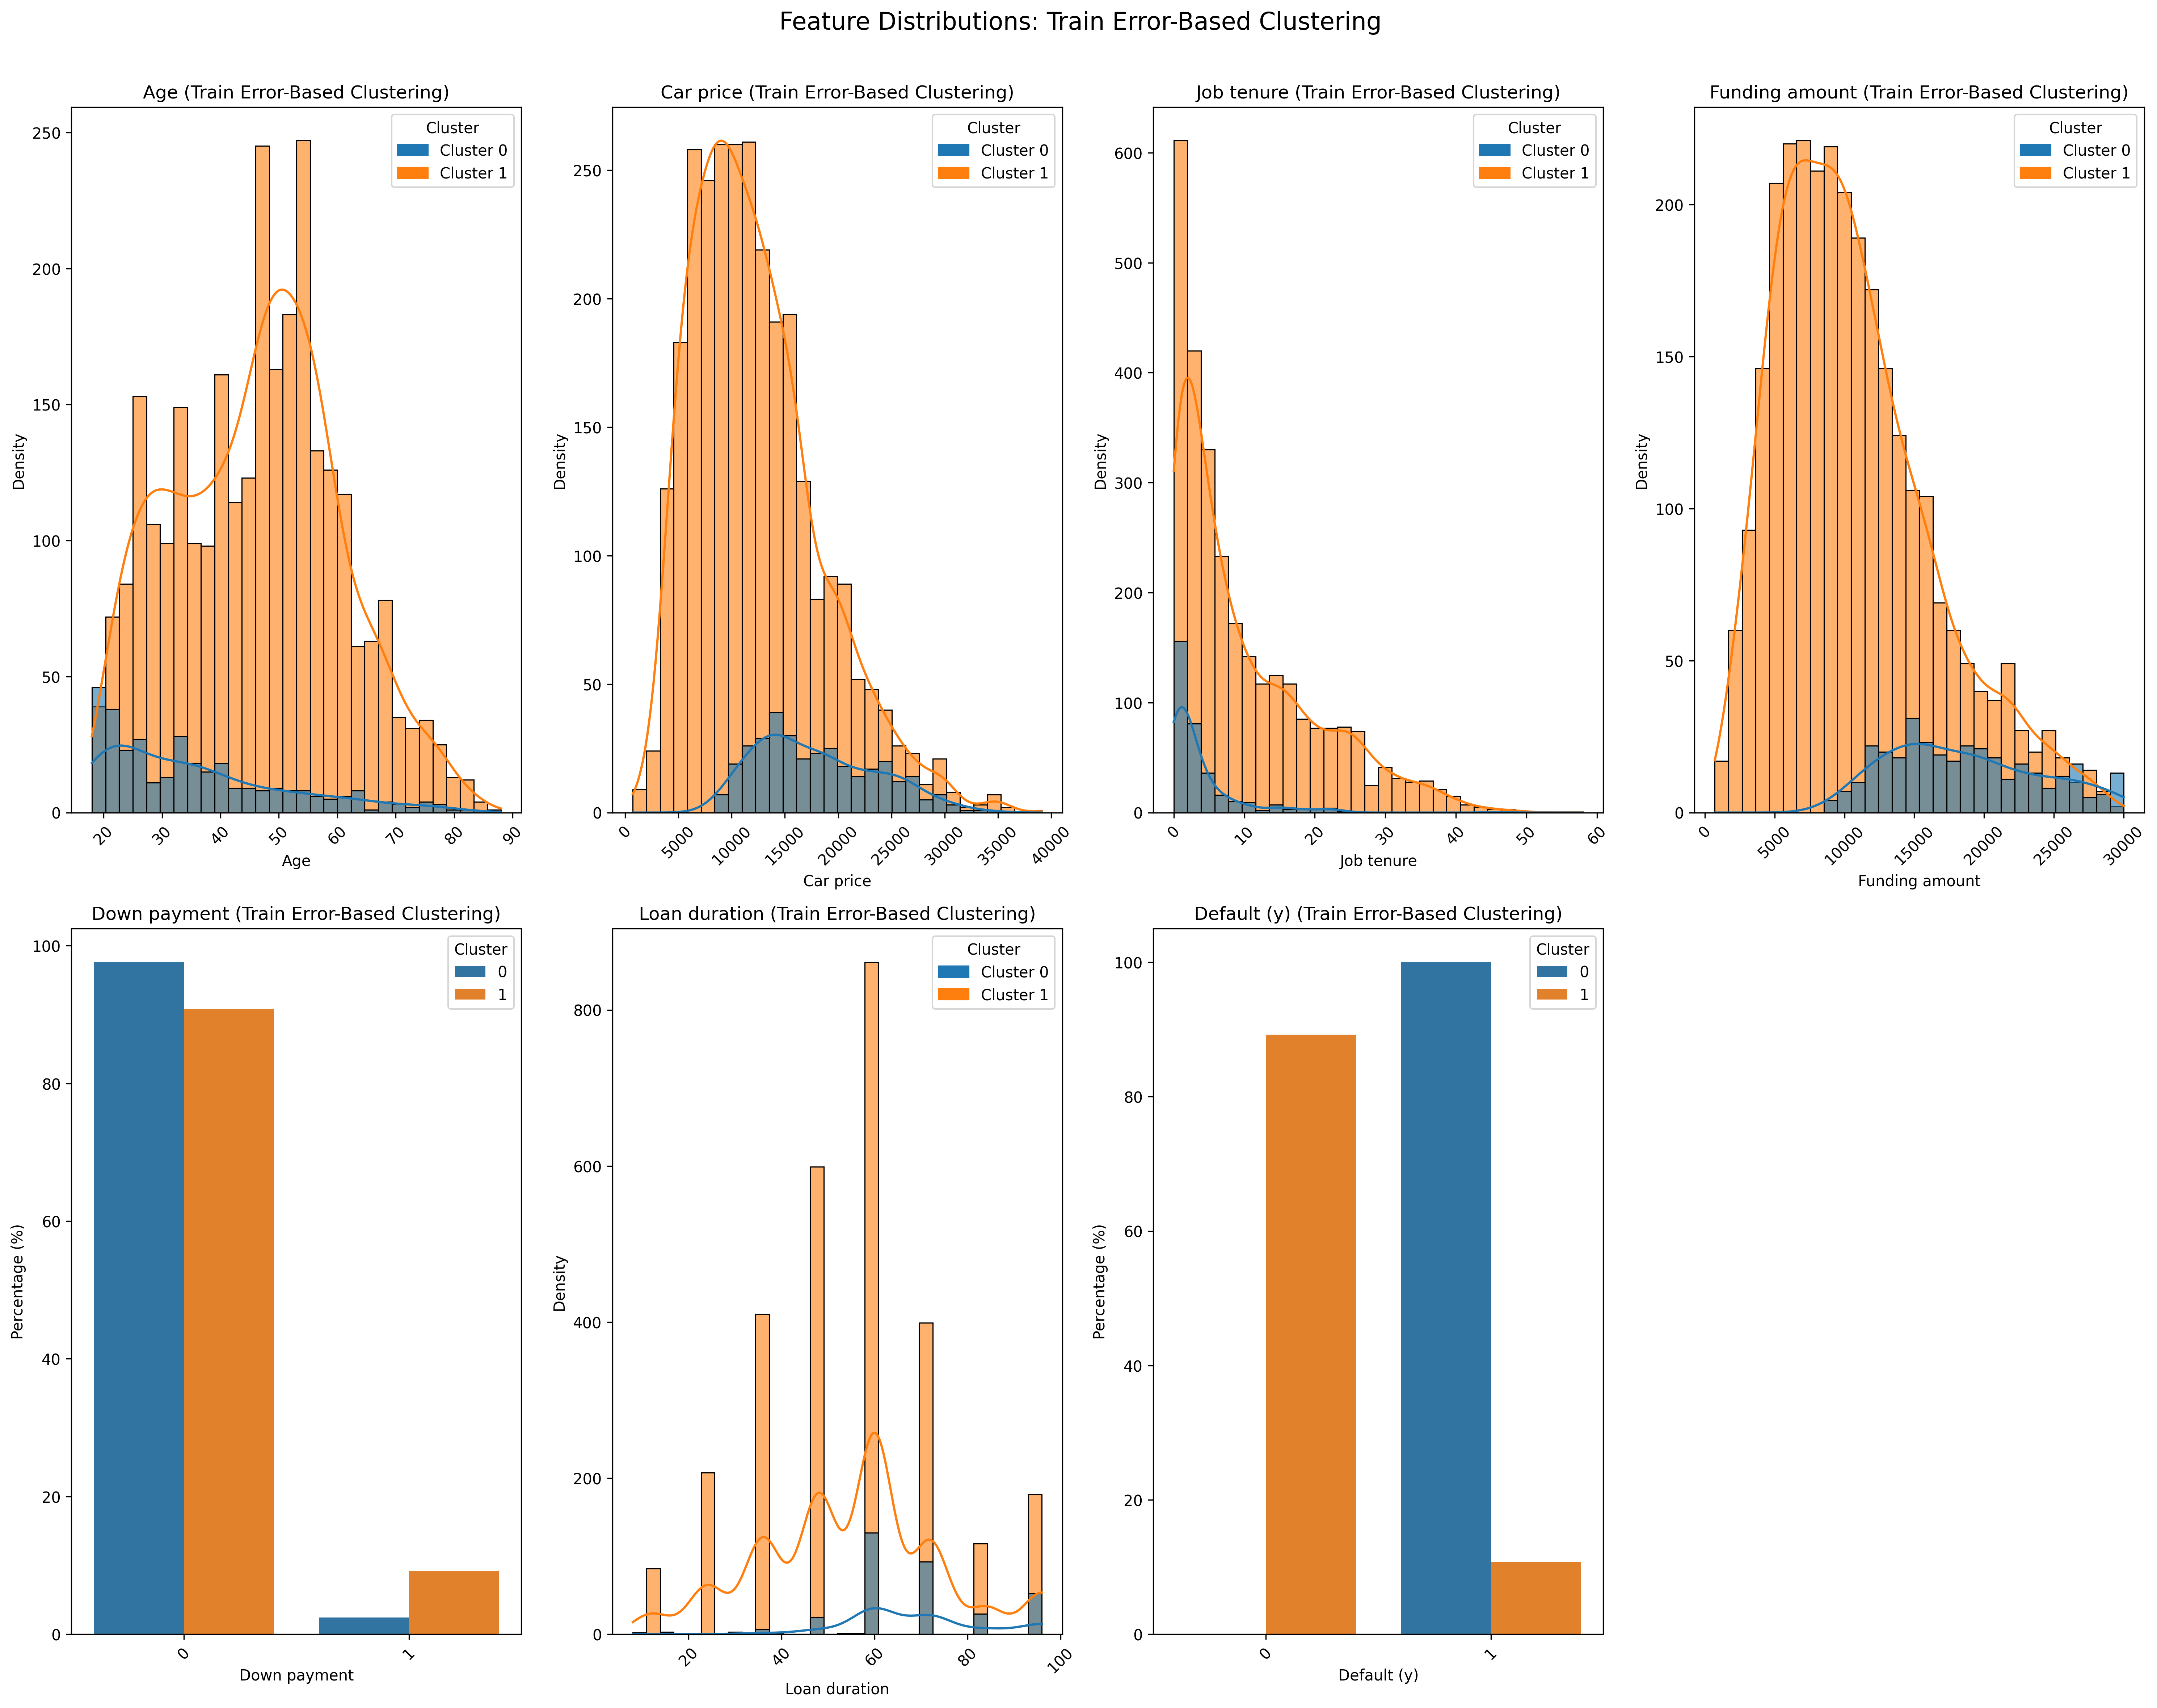 Feature Distributions: Train Error-Based Clustering
Age (Train Error-Based Clustering)
250
200
150
100
50
0
Density
20
30
40
50
60
70
80
90
Age
Cluster
Cluster 0
Cluster 1
Car price (Train Error-Based Clustering)
250
200
150
100
50
0
Density
0
5000
10000
15000
20000
25000
30000
35000
40000
Car price
Cluster
Cluster 0
Cluster 1
Job tenure (Train Error-Based Clustering)
600
500
400
300
200
100
0
Density
0
10
20
30
40
50
60
Job tenure
Cluster
Cluster 0
Cluster 1
Funding amount (Train Error-Based Clustering)
200
150
100
50
0
Density
0
5000
10000
15000
20000
25000
30000
Funding amount
Cluster
Cluster 0
Cluster 1
Down payment (Train Error-Based Clustering)
100
80
60
40
20
0
Percentage (%)
0
1
Down payment
Cluster
0
1
Loan duration (Train Error-Based Clustering)
800
600
400
200
0
Density
20
40
60
80
100
Loan duration
Cluster
Cluster 0
Cluster 1
Default (y) (Train Error-Based Clustering)
100
80
60
40
20
0
Percentage (%)
0
1
Default (y)
Cluster
0
1